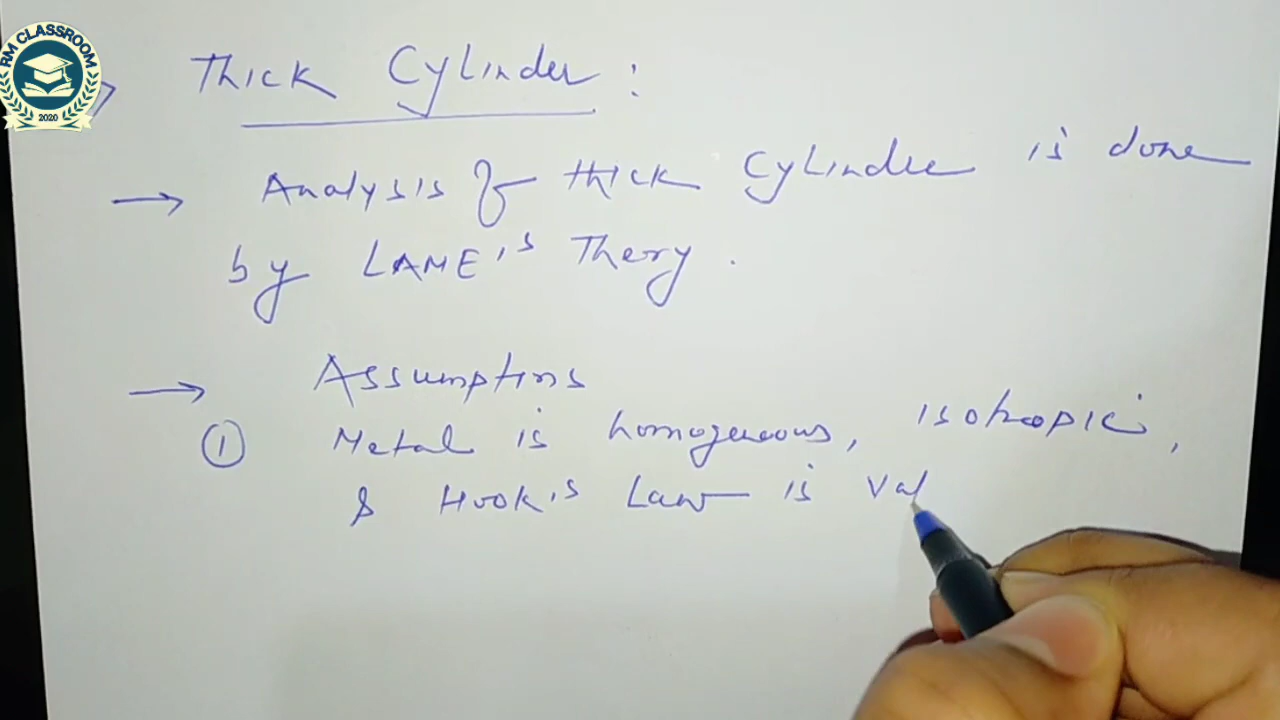 RM CLASSROOM
2020
Thick Cylinder :
→ Analysis of thick Cylinder is done
by LAME's Theory .
→ Assumptions
① Metal is homogeneous, isotropic,
& Hook's Law is Val